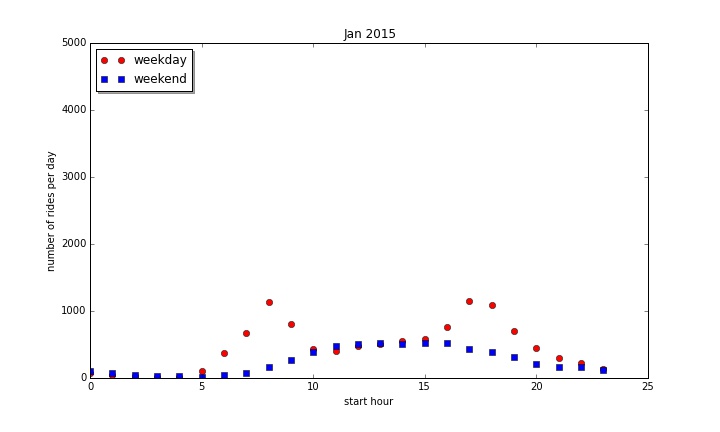 Jan 2015
5000
4000
3000
2000
1000
0
number of rides per day
weekday
weekend
0 5 10 15 20 25
start hour